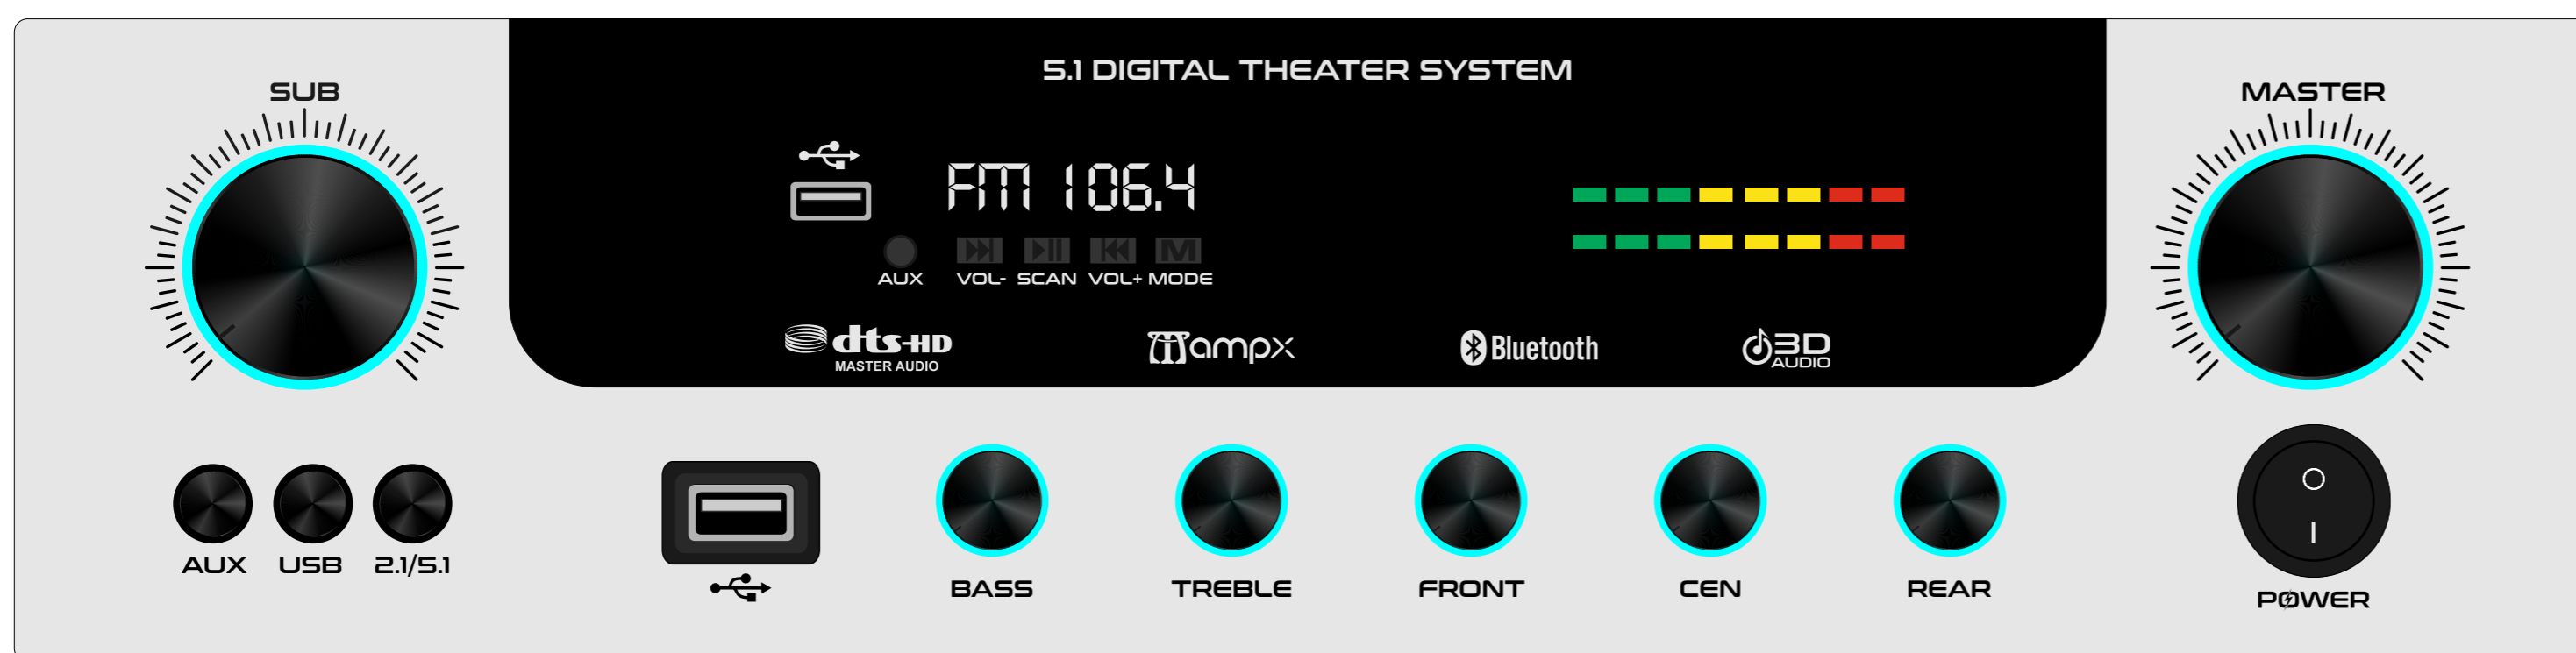 5.1 DIGITAL THEATER SYSTEM
SUB
MASTER
FM 106.4
M
AUX VOL- SCAN VOL+ MODE
dts-HD
MASTER AUDIO
ampx
Bluetooth
3D
AUDIO
AUX USB 2.1/5.1
BASS TREBLE FRONT CEN REAR
POWER